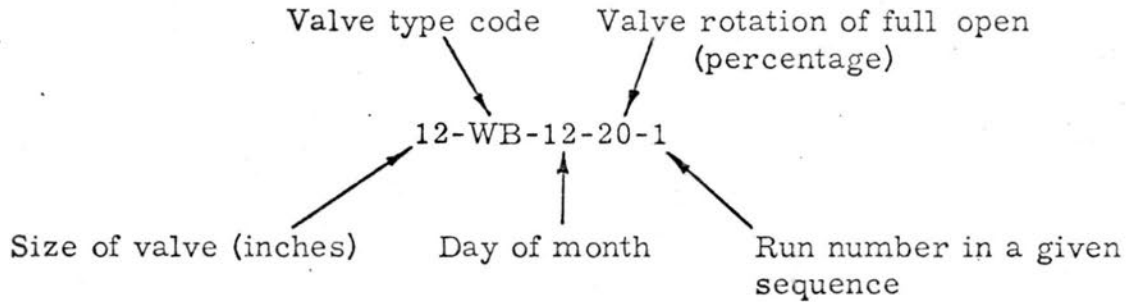 Valve type code
Valve rotation of full open
(percentage)
12-WB-12-20-1
Size of valve (inches)
Day of month
Run number in a given
sequence